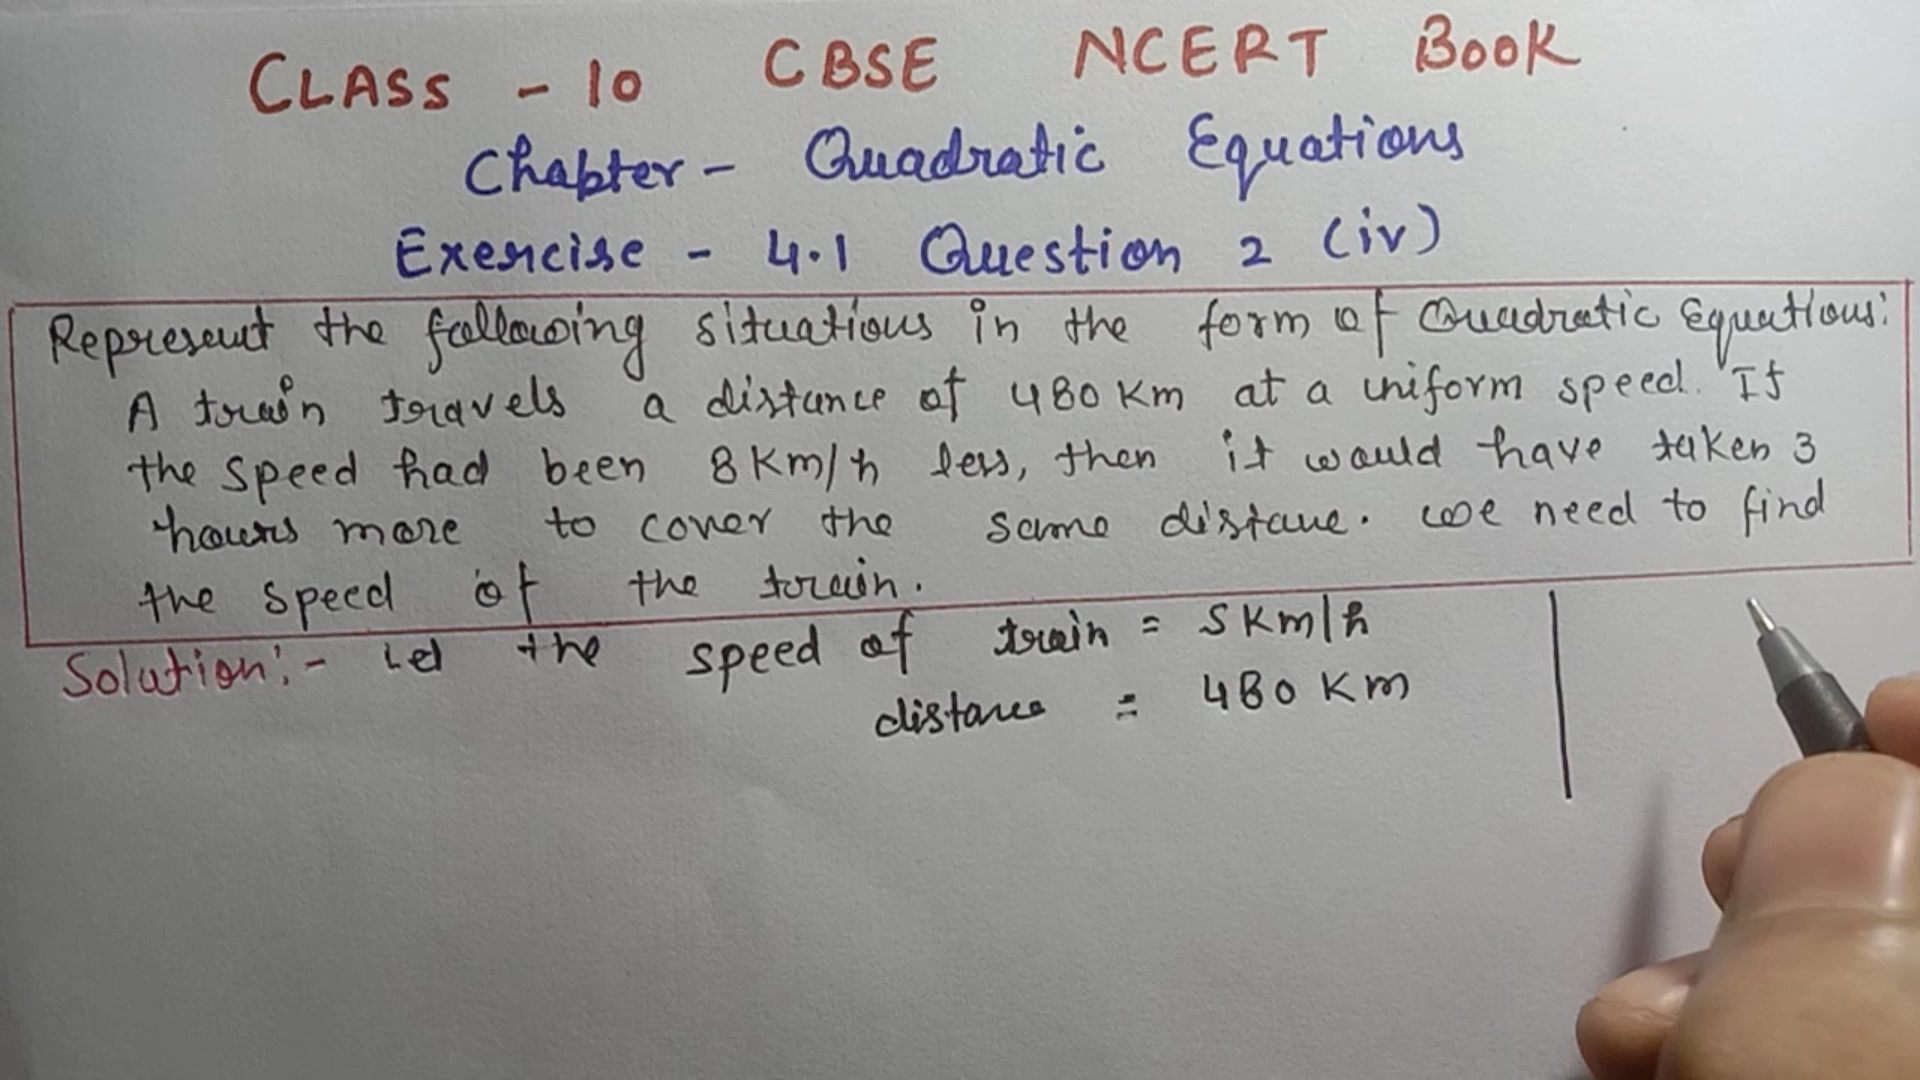 CLASS - 10 CBSE NCERT Book
Chapter - Quadratic Equations
Exercise - 4.1 Question 2 (iv)
Represent the following situations in the form of Quadratic Equations:
A train travels a distance of 480 Km at a uniform speed. If
the speed had been 8 Km/h less, then it would have taken 3
hours more to cover the same distance. We need to find
the speed of the train.
Solution:- Let the speed of train = S Km/h
distance = 480 Km